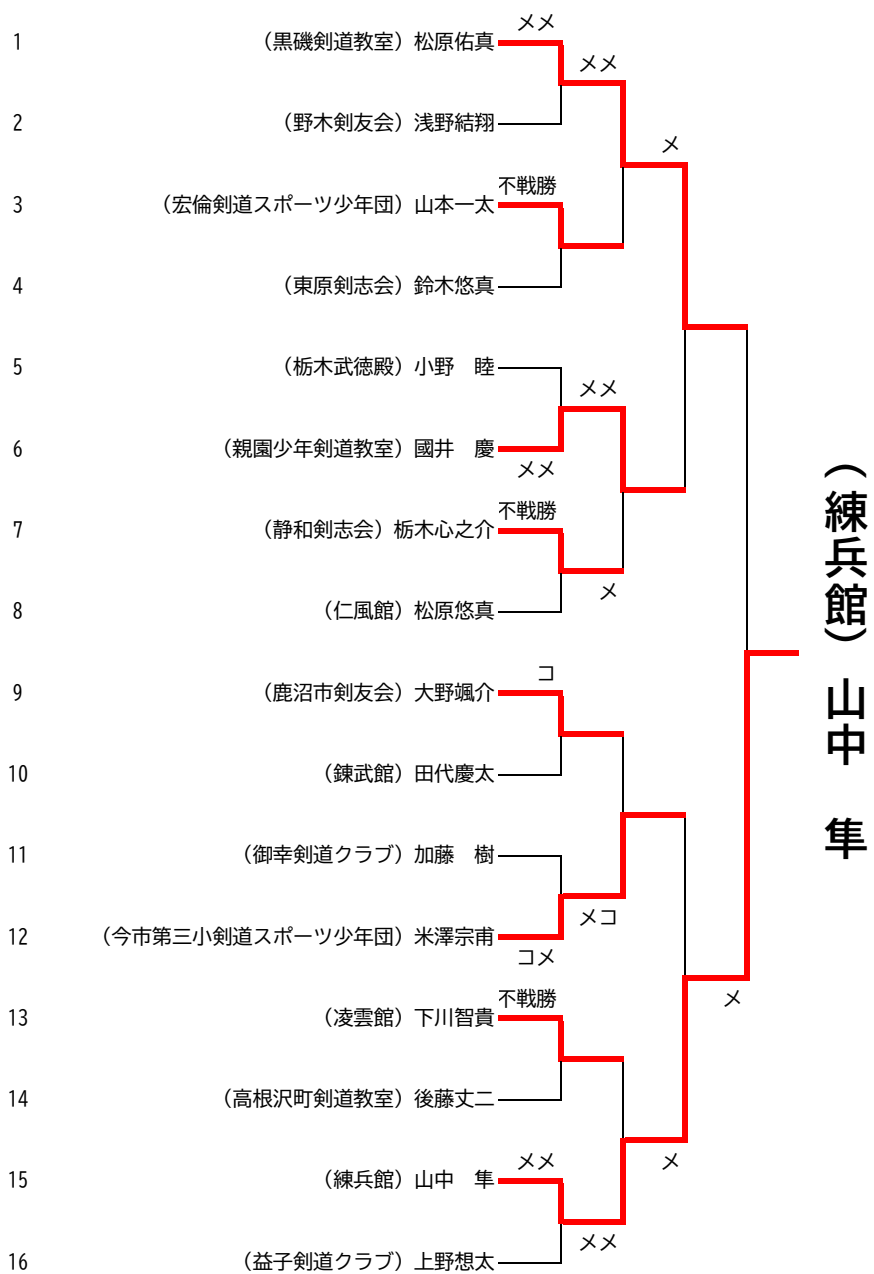 メメ
1 （黒磯剣道教室）松原佑真
メメ
2 （野木剣友会）浅野結翔
メ
不戦勝
3 （宏倫剣道スポーツ少年団）山本一太
4 （東原剣志会）鈴木悠真
5 （栃木武徳殿）小野　睦
メメ
6 （親園少年剣道教室）國井　慶
メメ
不戦勝
7 （静和剣志会）栃木心之介
メ
8 （仁風館）松原悠真
コ
9 （鹿沼市剣友会）大野颯介
10 （錬武館）田代慶太
11 （御幸剣道クラブ）加藤　樹
メコ
12 （今市第三小剣道スポーツ少年団）米澤宗甫
コメ
不戦勝
13 （凌雲館）下川智貴
メ
14 （高根沢町剣道教室）後藤丈二
メメ
メ
15 （練兵館）山中　隼
メメ
16 （益子剣道クラブ）上野想太
（練兵館）山中　隼